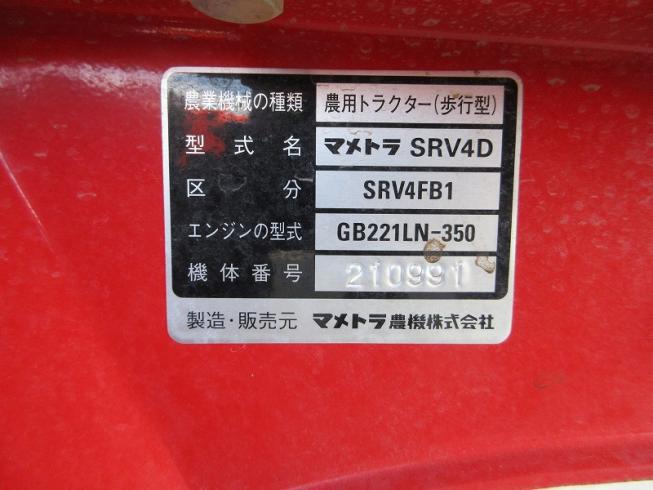 農業機械の種類 農用トラクター(歩行型)
型式名 マメトラ SRV4D
区分 SRV4FB1
エンジンの型式 GB221LN-350
機体番号 210991
製造・販売元 マメトラ農機株式会社